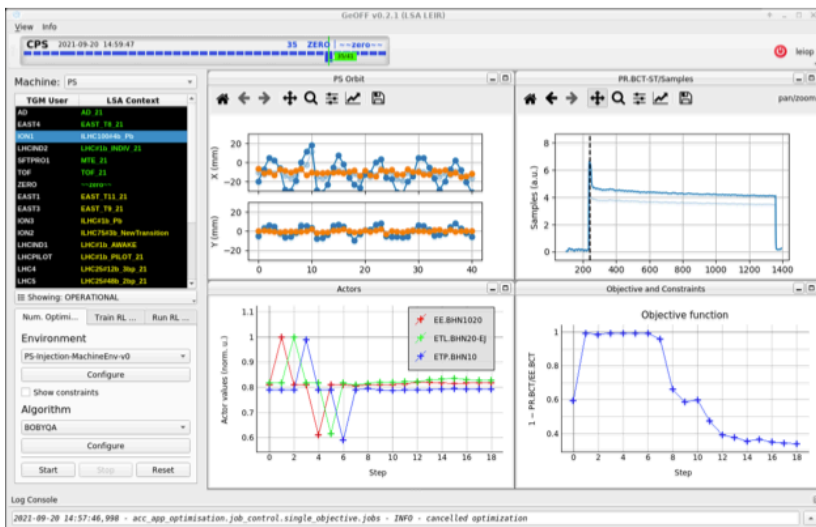 GeOFF v0.2.1 (LSA LEIR)
View Info
CPS 2021-09-20 14:59:47 35 ZERO | ~~zero~~
35/41
leiop
Machine: PS
TGM User LSA Context
AD AD_21
EAST4 EAST_T8_21
ION1 ILHC100#4b_Pb
LHCIND2 LHC#1b_INDIV_21
SFTPRO1 MTE_21
TOF TOF_21
ZERO ~~zero~~
EAST1 EAST_T11_21
EAST3 EAST_T9_21
ION3 ILHC#1b_Pb
ION2 ILHC75#3b_NewTransition
LHCIND1 LHC#1b_AWAKE
LHCPILOT LHC#1b_PILOT_21
LHC4 LHC25#12b_3bp_21
LHC5 LHC25#48b_2bp_21
Showing: OPERATIONAL
Num. Optimi... Train RL ... Run RL ...
Environment
PS-Injection-MachineEnv-v0
Configure
Show constraints
Algorithm
BOBYQA
Configure
Start Stop Reset
PS Orbit
X (mm)
20
0
−20
Y (mm)
20
0
−20
0 10 20 30 40
PR.BCT-ST/Samples
pan/zoom
Samples (a.u.)
8
6
4
2
0
0 200 400 600 800 1000 1200 1400
Actors
Actor values (norm. u.)
1.1
1.0
0.9
0.8
0.7
0.6
EE.BHN1020
ETL.BHN20-EJ
ETP.BHN10
0 2 4 6 8 10 12 14 16 18
Step
Objective and Constraints
Objective function
1 − PR.BCT/EE.BCT
1.0
0.8
0.6
0.4
0 2 4 6 8 10 12 14 16 18
Step
Log Console
2021-09-20 14:57:46,998 - acc_app_optimisation.job_control.single_objective.jobs - INFO - cancelled optimization